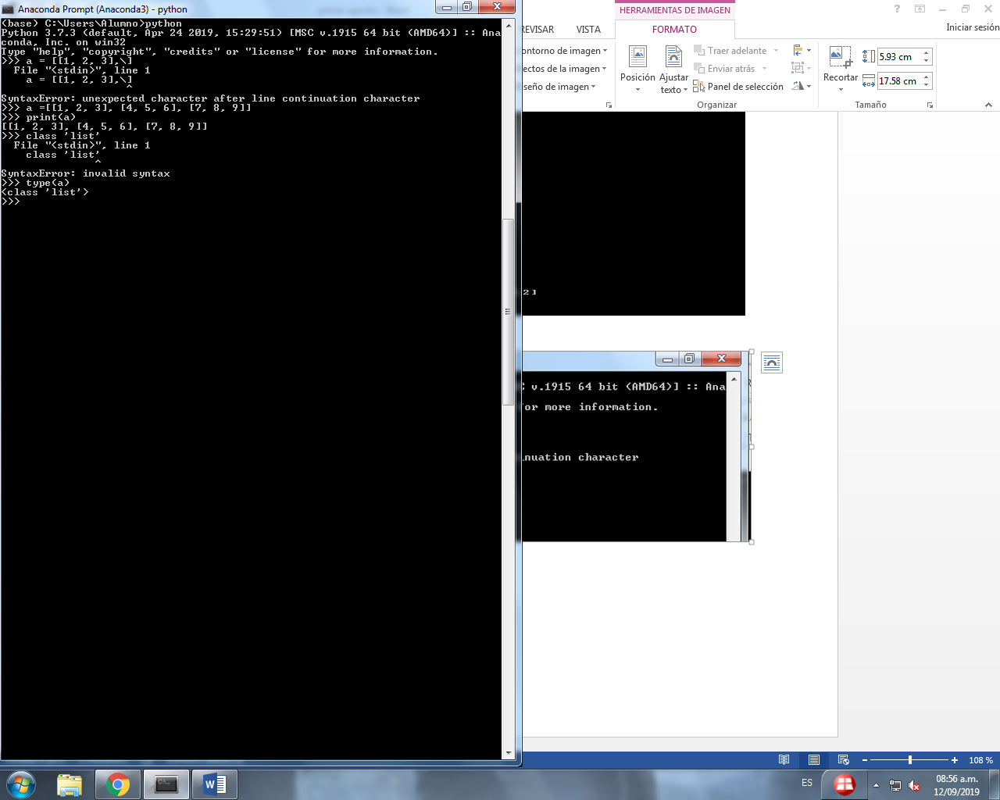 Anaconda Prompt (Anaconda3) - python
(base) C:\Users\Alumno>python
Python 3.7.3 (default, Apr 24 2019, 15:29:51) [MSC v.1915 64 bit (AMD64)] :: Ana
conda, Inc. on win32
Type "help", "copyright", "credits" or "license" for more information.
>>> a = [[1, 2, 3],\]
  File "<stdin>", line 1
    a = [[1, 2, 3],\]
                    ^
SyntaxError: unexpected character after line continuation character
>>> a =[[1, 2, 3], [4, 5, 6], [7, 8, 9]]
>>> print(a)
[[1, 2, 3], [4, 5, 6], [7, 8, 9]]
>>> class 'list'
  File "<stdin>", line 1
    class 'list'
               ^
SyntaxError: invalid syntax
>>> type(a)
<class 'list'>
>>>
HERRAMIENTAS DE IMAGEN
?
Iniciar sesión
REVISAR
VISTA
FORMATO
ontorno de imagen
ectos de la imagen
seño de imagen
Posición
Ajustar
texto
Traer adelante
Enviar atrás
Panel de selección
Organizar
Recortar
5.93 cm
17.58 cm
Tamaño
2]
v.1915 64 bit (AMD64)] :: Ana
for more information.
inuation character
108 %
ES
08:56 a.m.
12/09/2019